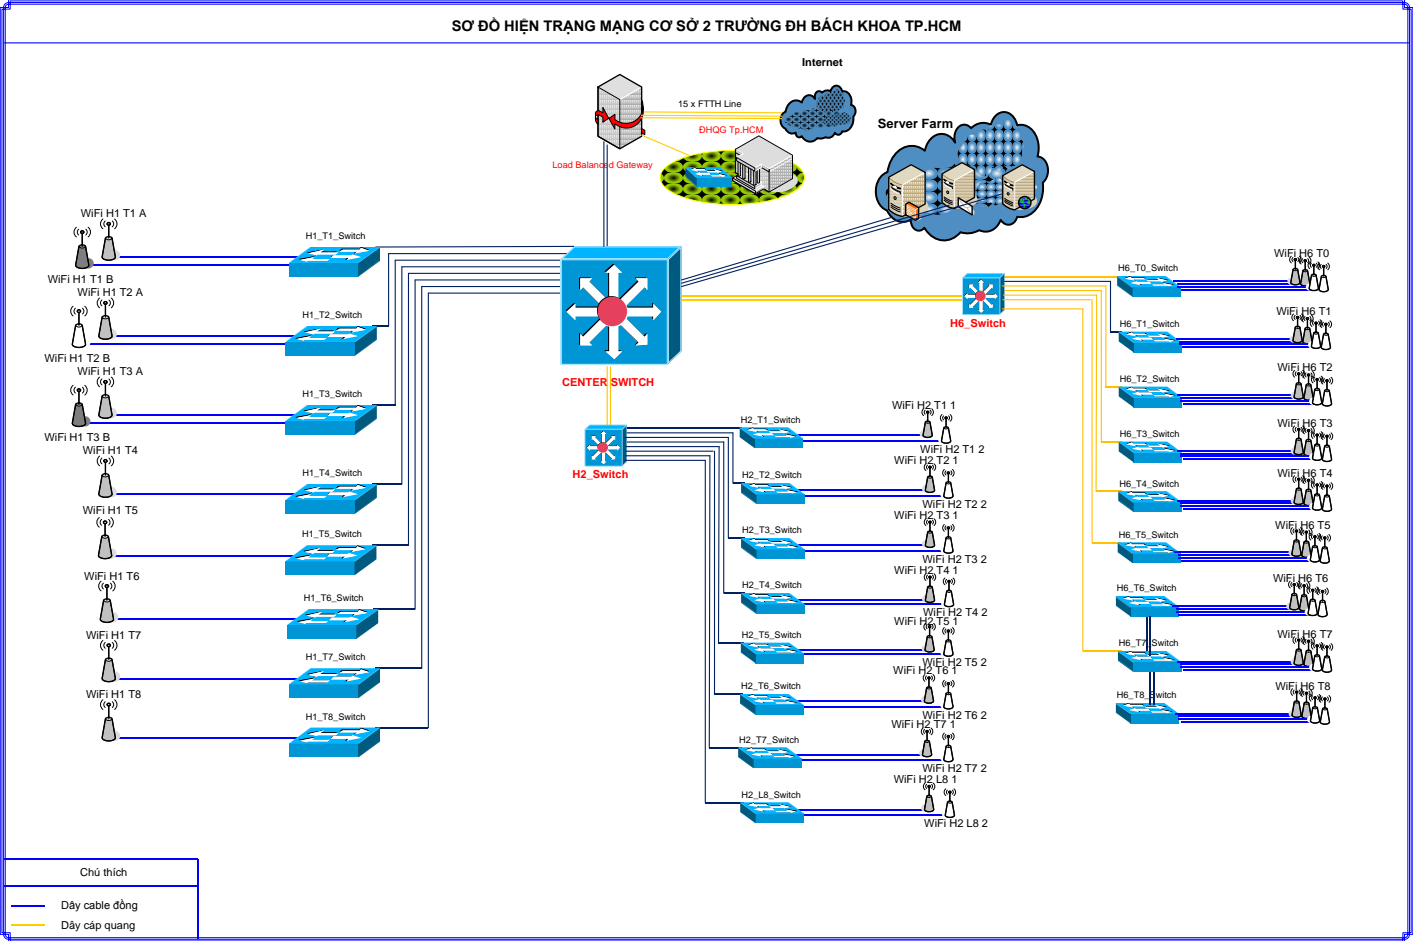 SƠ ĐỒ HIỆN TRẠNG MẠNG CƠ SỞ 2 TRƯỜNG ĐH BÁCH KHOA TP.HCM
Internet
15 x FTTH Line
ĐHQG Tp.HCM
Load Balanced Gateway
Server Farm
WiFi H1 T1 A
H1_T1_Switch
WiFi H1 T1 B
WiFi H1 T2 A
H1_T2_Switch
WiFi H1 T2 B
WiFi H1 T3 A
H1_T3_Switch
WiFi H1 T3 B
WiFi H1 T4
H1_T4_Switch
WiFi H1 T5
H1_T5_Switch
WiFi H1 T6
H1_T6_Switch
WiFi H1 T7
H1_T7_Switch
WiFi H1 T8
H1_T8_Switch
CENTER SWITCH
H2_Switch
H2_T1_Switch
WiFi H2 T1 1
WiFi H2 T1 2
H2_T2_Switch
WiFi H2 T2 1
WiFi H2 T2 2
H2_T3_Switch
WiFi H2 T3 1
WiFi H2 T3 2
H2_T4_Switch
WiFi H2 T4 1
WiFi H2 T4 2
H2_T5_Switch
WiFi H2 T5 1
WiFi H2 T5 2
H2_T6_Switch
WiFi H2 T6 1
WiFi H2 T6 2
H2_T7_Switch
WiFi H2 T7 1
WiFi H2 T7 2
H2_L8_Switch
WiFi H2 L8 1
WiFi H2 L8 2
H6_Switch
H6_T0_Switch
WiFi H6 T0
H6_T1_Switch
WiFi H6 T1
H6_T2_Switch
WiFi H6 T2
H6_T3_Switch
WiFi H6 T3
H6_T4_Switch
WiFi H6 T4
H6_T5_Switch
WiFi H6 T5
H6_T6_Switch
WiFi H6 T6
H6_T7_Switch
WiFi H6 T7
H6_T8_Switch
WiFi H6 T8
Chú thích
Dây cable đồng
Dây cáp quang